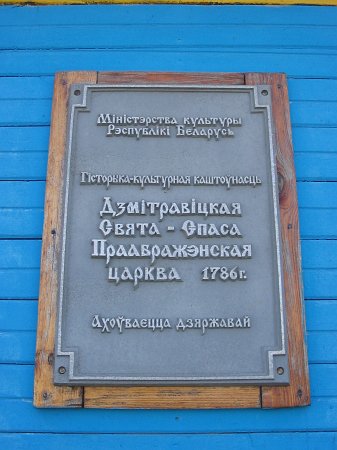 Міністэрства культуры
Рэспублікі Беларусь
Гісторыка-культурная каштоўнасць
Дзмітравіцкая
Свята - Спаса
Праабражэнская
царква 1786г.
Ахоўваецца дзяржавай